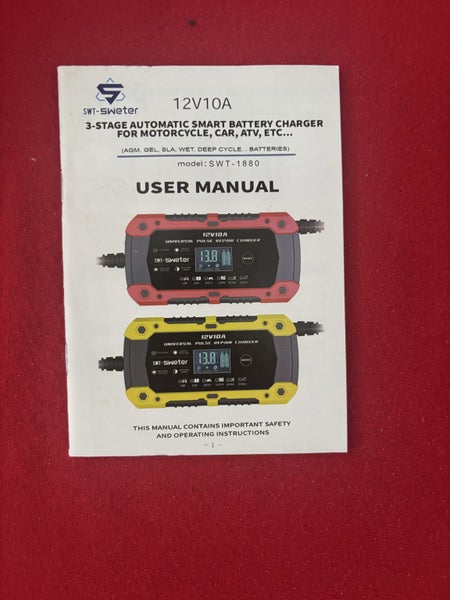 SWT-SWeter
12V10A
3-STAGE AUTOMATIC SMART BATTERY CHARGER
FOR MOTORCYCLE, CAR, ATV, ETC...
(AGM, GEL, SLA, WET, DEEP CYCLE... BATTERIES)
model: SWT-1880
USER MANUAL
12V10A
UNIVERSAL PULSE REPAIR CHARGER
SWT-SWeter
13.8
12V10A
UNIVERSAL PULSE REPAIR CHARGER
SWT-SWeter
13.8
THIS MANUAL CONTAINS IMPORTANT SAFETY
AND OPERATING INSTRUCTIONS
- 1 -